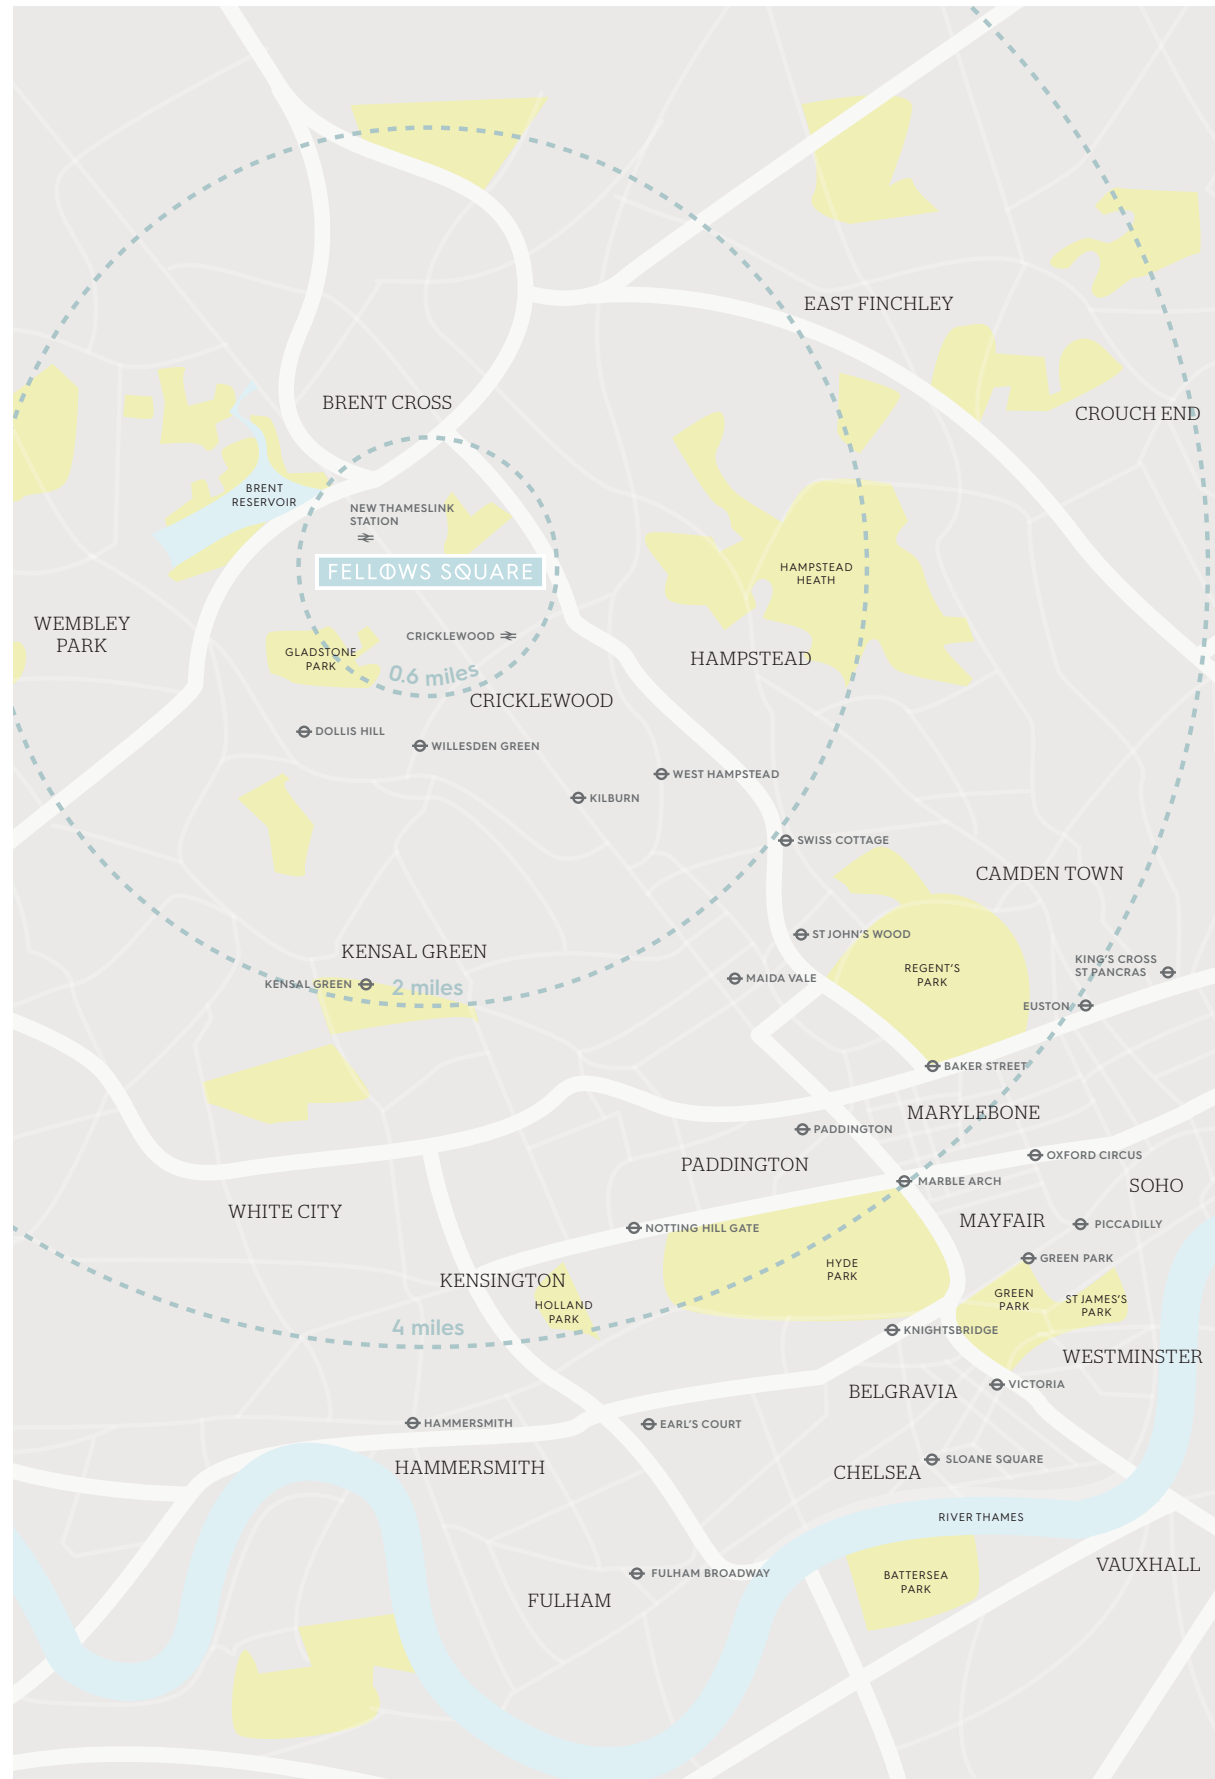 EAST FINCHLEY
BRENT CROSS
CROUCH END
BRENT
RESERVOIR
NEW THAMESLINK
STATION
FELLOWS SQUARE
HAMPSTEAD
HEATH
WEMBLEY
PARK
CRICKLEWOOD
GLADSTONE
PARK
HAMPSTEAD
0.6 miles
CRICKLEWOOD
DOLLIS HILL
WILLESDEN GREEN
WEST HAMPSTEAD
KILBURN
SWISS COTTAGE
CAMDEN TOWN
ST JOHN'S WOOD
KENSAL GREEN
KING'S CROSS
ST PANCRAS
REGENT'S
PARK
MAIDA VALE
KENSAL GREEN
2 miles
EUSTON
BAKER STREET
MARYLEBONE
PADDINGTON
OXFORD CIRCUS
PADDINGTON
MARBLE ARCH
SOHO
WHITE CITY
MAYFAIR
PICCADILLY
NOTTING HILL GATE
GREEN PARK
HYDE
PARK
KENSINGTON
GREEN
PARK
ST JAMES'S
PARK
HOLLAND
PARK
4 miles
KNIGHTSBRIDGE
WESTMINSTER
VICTORIA
BELGRAVIA
HAMMERSMITH
EARL'S COURT
SLOANE SQUARE
HAMMERSMITH
CHELSEA
RIVER THAMES
VAUXHALL
FULHAM BROADWAY
BATTERSEA
PARK
FULHAM